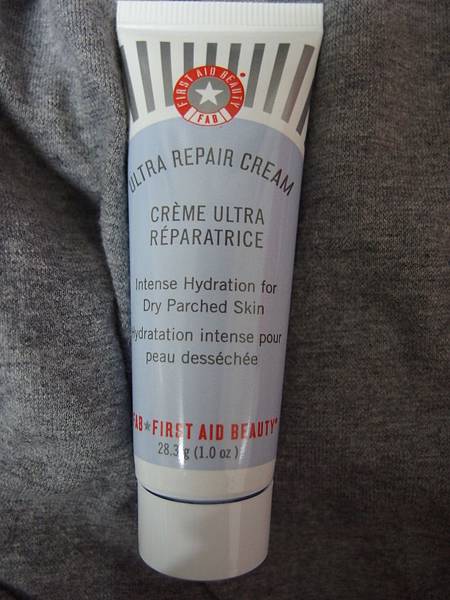 FIRST AID BEAUTY
FAB
ULTRA REPAIR CREAM
CRÈME ULTRA
RÉPARATRICE
Intense Hydration for
Dry Parched Skin
Hydratation intense pour
peau desséchée
FAB FIRST AID BEAUTY®
28.3 g (1.0 oz)